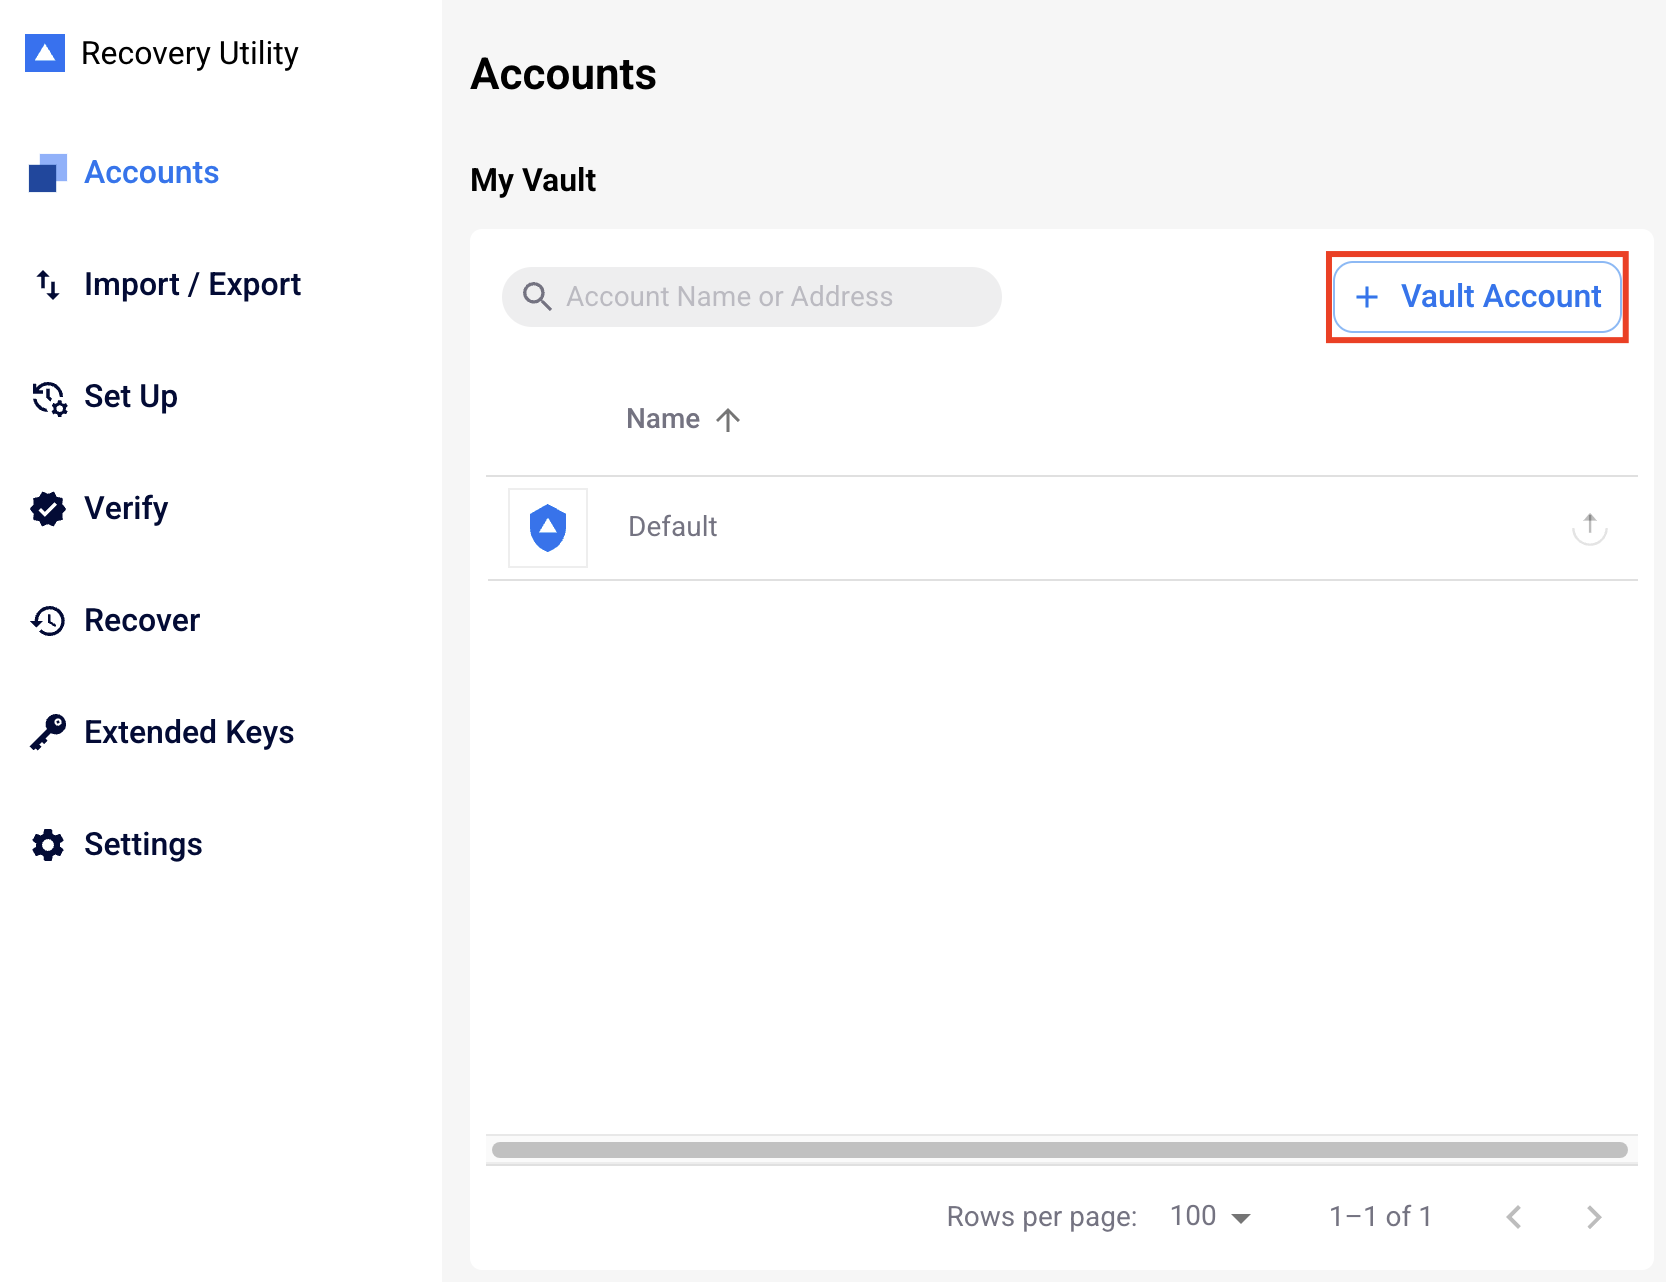 Recovery Utility
Accounts
Import / Export
Set Up
Verify
Recover
Extended Keys
Settings
Accounts
My Vault
Account Name or Address
+ Vault Account
Name
Default
Rows per page: 100 1–1 of 1